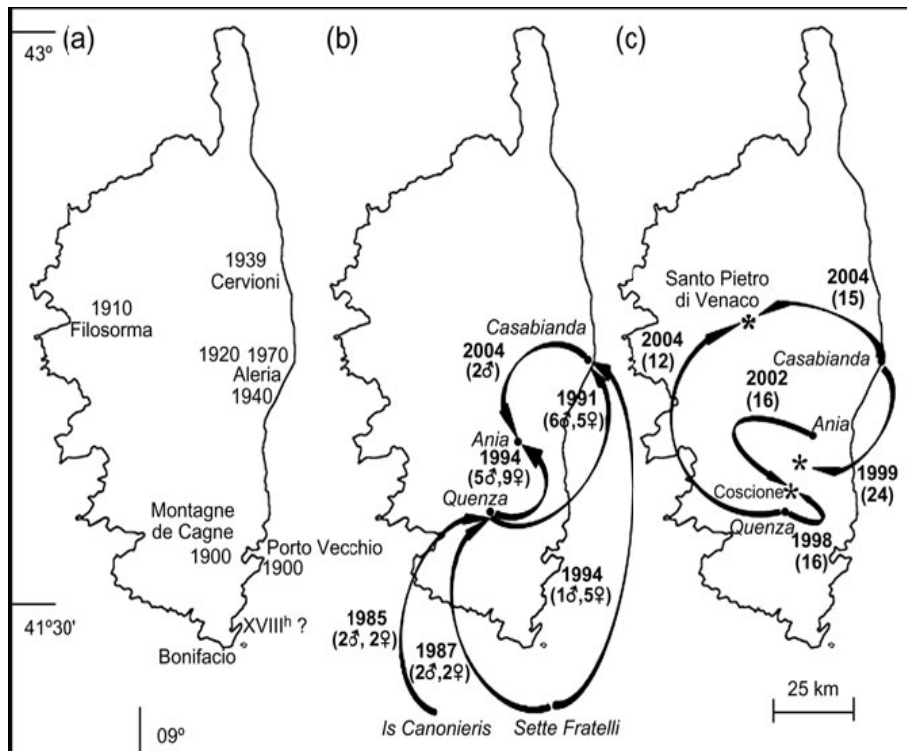 (a)
43º
1939
Cervioni
1910
Filosorma
1920 1970
Aleria
1940
Montagne
de Cagne
1900
Porto Vecchio
1900
41º30'
XVIIIʰ ?
Bonifacio
09º
(b)
Casabianda
2004
(2♂)
1991
(6♂,5♀)
Ania
1994
(5♂,9♀)
Quenza
1994
(1♂,5♀)
1985
(2♂, 2♀)
1987
(2♂,2♀)
Is Canonieris
Sette Fratelli
(c)
Santo Pietro
di Venaco
2004
(15)
2004
(12)
Casabianda
2002
(16)
Ania
Coscione
1999
(24)
Quenza
1998
(16)
25 km